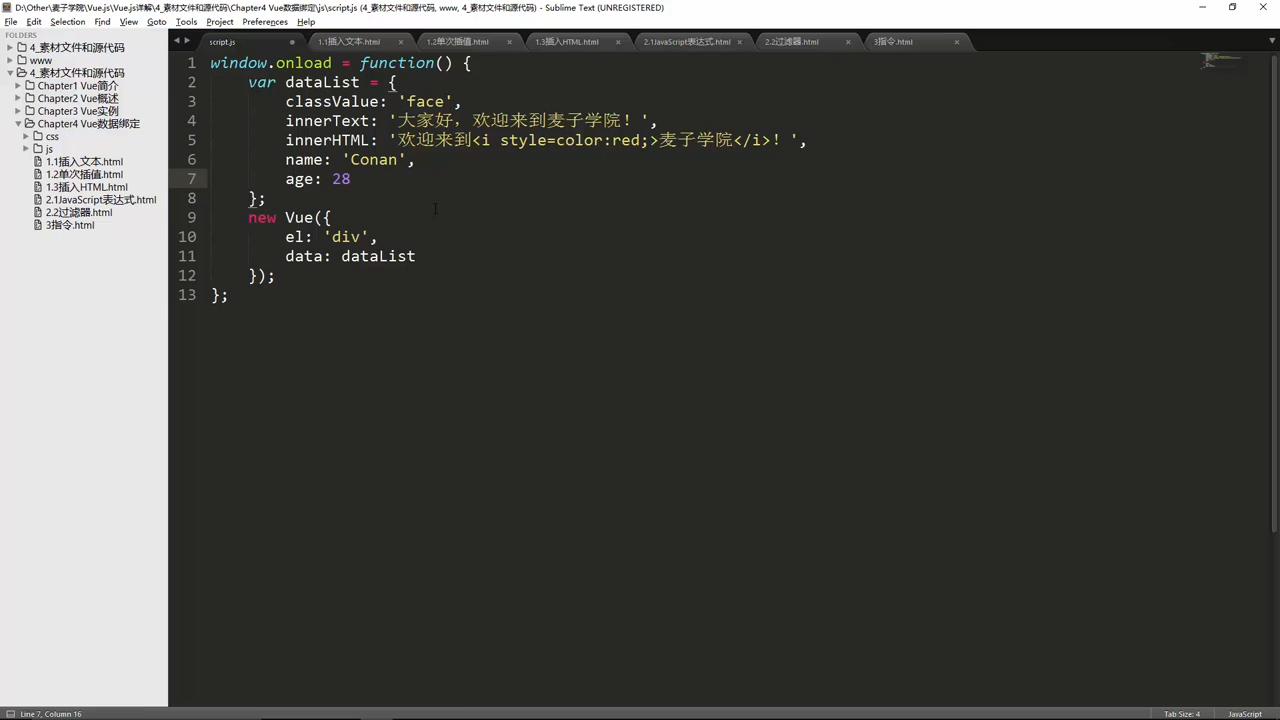 D:\Other\麦子学院\Vue.js\Vue.js详解\4_素材文件和源代码\Chapter4 Vue数据绑定\js\script.js (4_素材文件和源代码, www, 4_素材文件和源代码) - Sublime Text (UNREGISTERED)
File Edit Selection Find View Goto Tools Project Preferences Help
FOLDERS
4_素材文件和源代码
www
4_素材文件和源代码
Chapter1 Vue简介
Chapter2 Vue概述
Chapter3 Vue实例
Chapter4 Vue数据绑定
css
js
1.1插入文本.html
1.2单次插值.html
1.3插入HTML.html
2.1JavaScript表达式.html
2.2过滤器.html
3指令.html
script.js 1.1插入文本.html 1.2单次插值.html 1.3插入HTML.html 2.1JavaScript表达式.html 2.2过滤器.html 3指令.html
1 window.onload = function() {
2 var dataList = {
3 classValue: 'face',
4 innerText: '大家好，欢迎来到麦子学院！',
5 innerHTML: '欢迎来到<i style=color:red;>麦子学院</i>！',
6 name: 'Conan',
7 age: 28
8 };
9 new Vue({
10 el: 'div',
11 data: dataList
12 });
13 };
Line 7, Column 16 Tab Size: 4 JavaScript